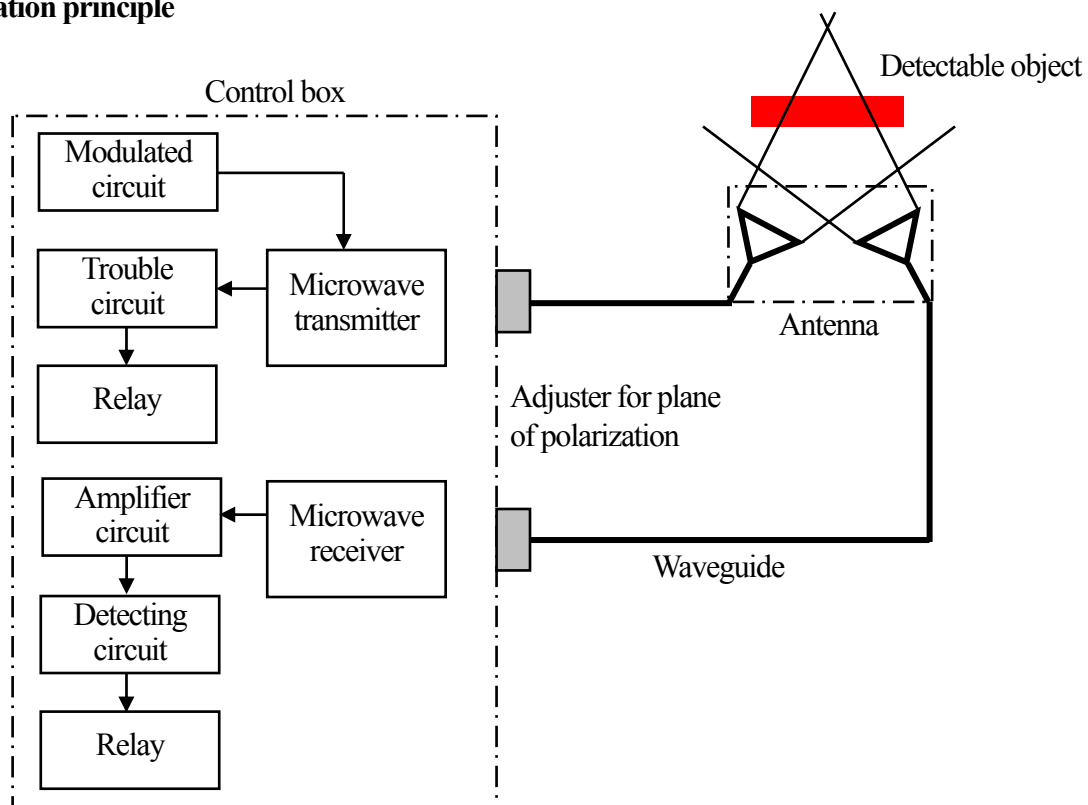 ation principle
Detectable object
Control box
Modulated
circuit
Trouble
circuit
Microwave
transmitter
Antenna
Relay
Adjuster for plane
of polarization
Amplifier
circuit
Microwave
receiver
Waveguide
Detecting
circuit
Relay